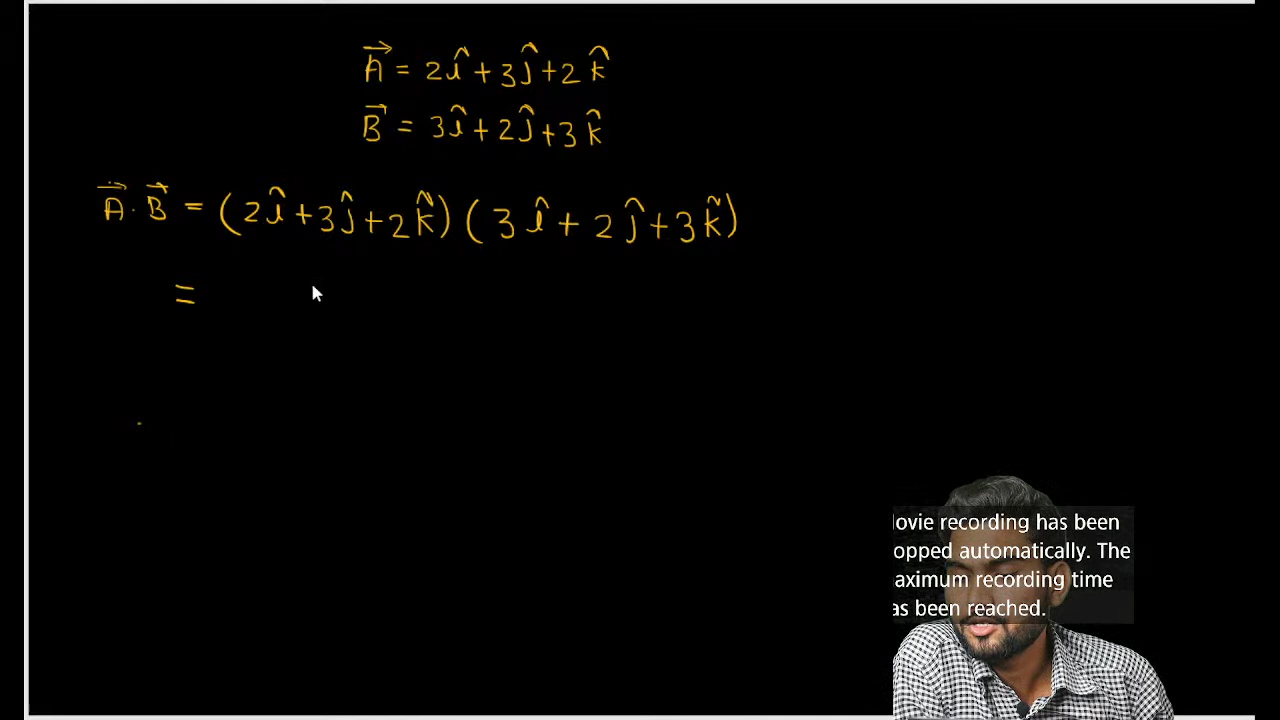 A⃗ = 2î + 3ĵ + 2k̂
B⃗ = 3î + 2ĵ + 3k̂
A⃗ · B⃗ = (2î + 3ĵ + 2k̂) (3î + 2ĵ + 3k̂)
=
ovie recording has been
opped automatically. The
aximum recording time
as been reached.